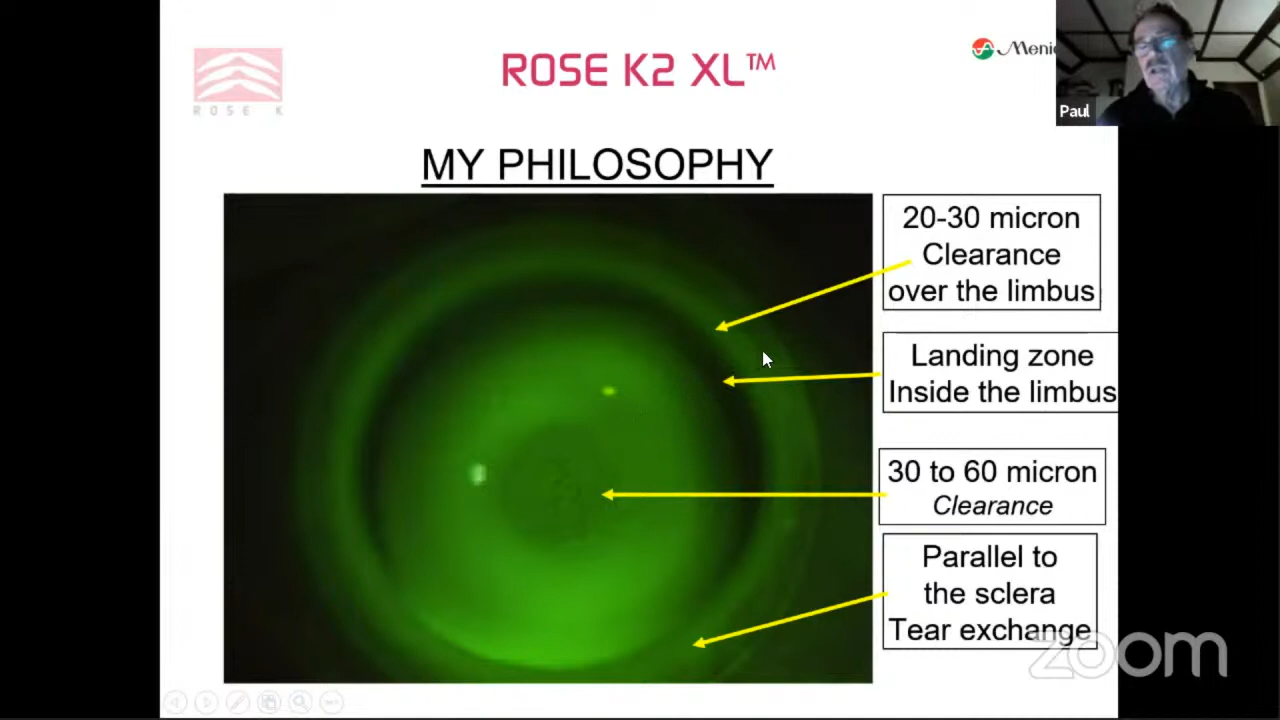 ROSE K2 XL™
ROSE K
Paul
MY PHILOSOPHY
20-30 micron
Clearance
over the limbus
Landing zone
Inside the limbus
30 to 60 micron
Clearance
Parallel to
the sclera
Tear exchange
zoom